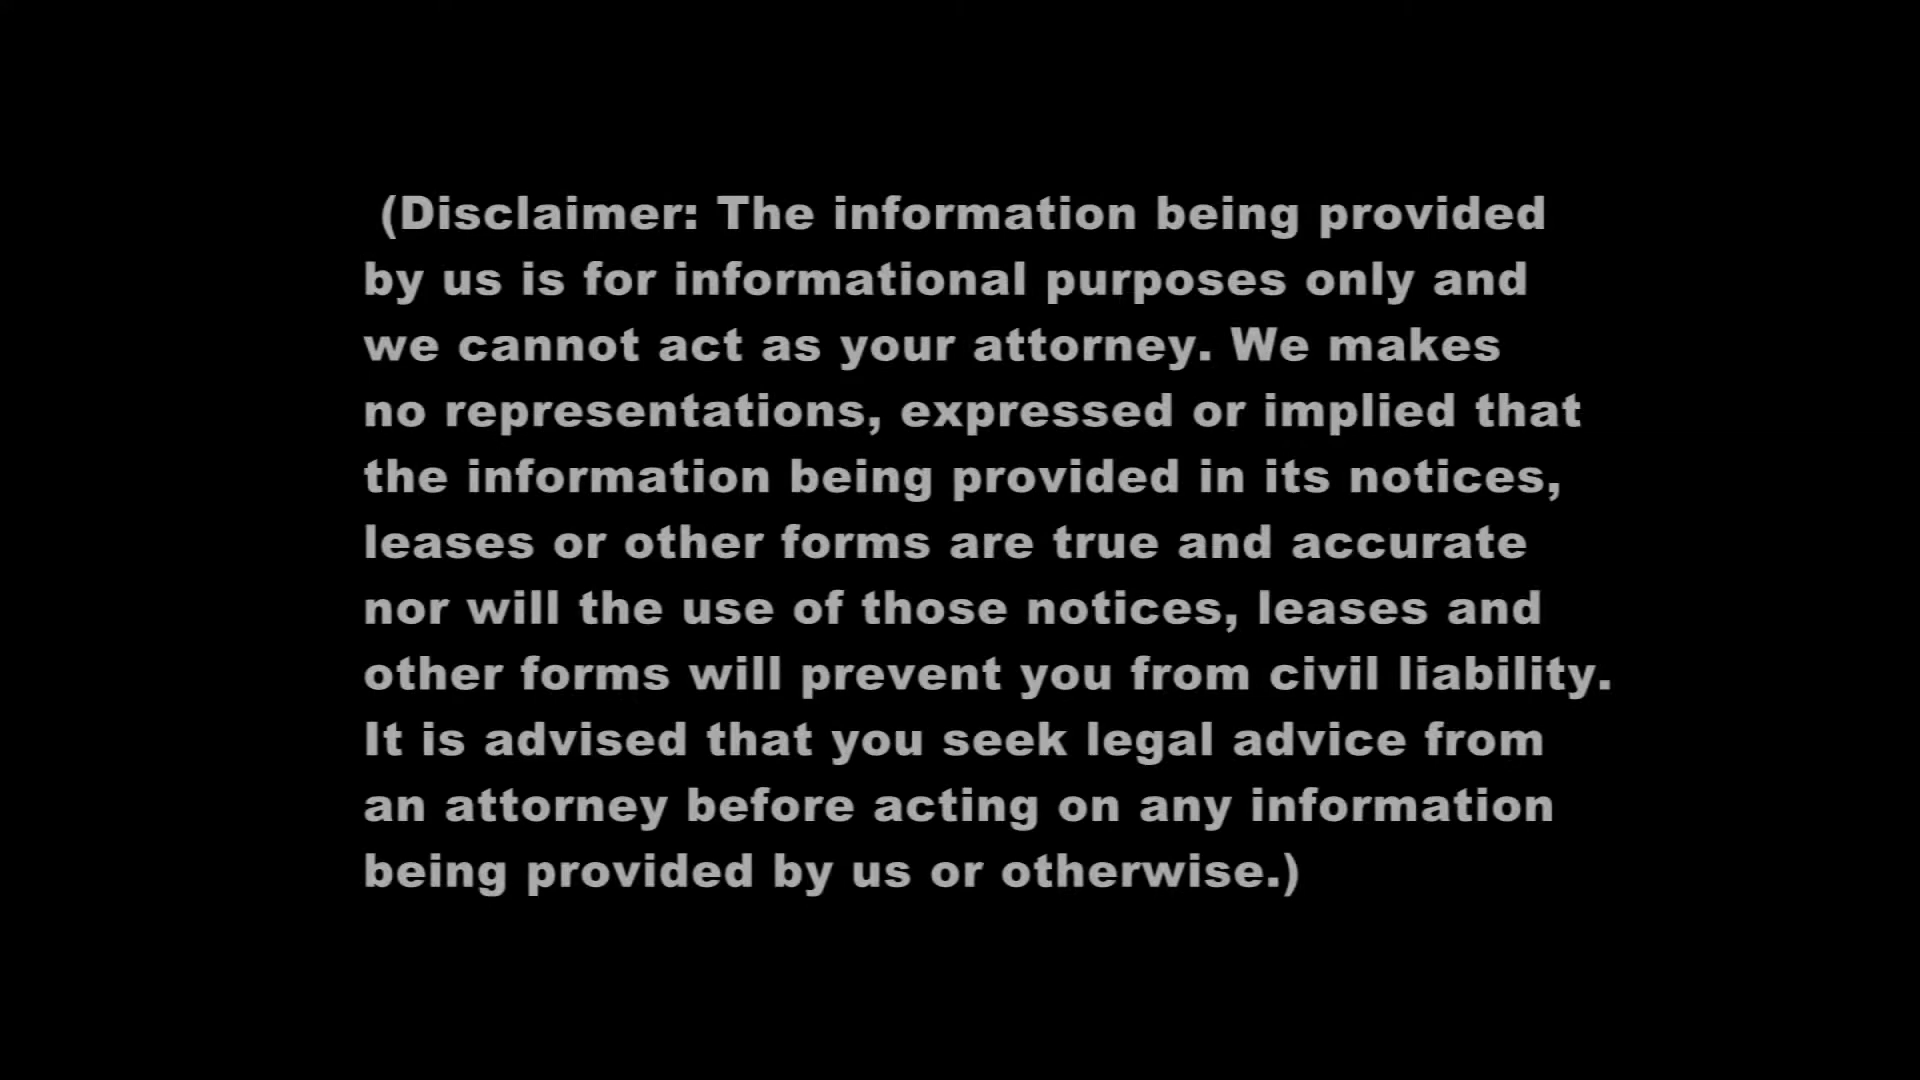 (Disclaimer: The information being provided
by us is for informational purposes only and
we cannot act as your attorney. We makes
no representations, expressed or implied that
the information being provided in its notices,
leases or other forms are true and accurate
nor will the use of those notices, leases and
other forms will prevent you from civil liability.
It is advised that you seek legal advice from
an attorney before acting on any information
being provided by us or otherwise.)